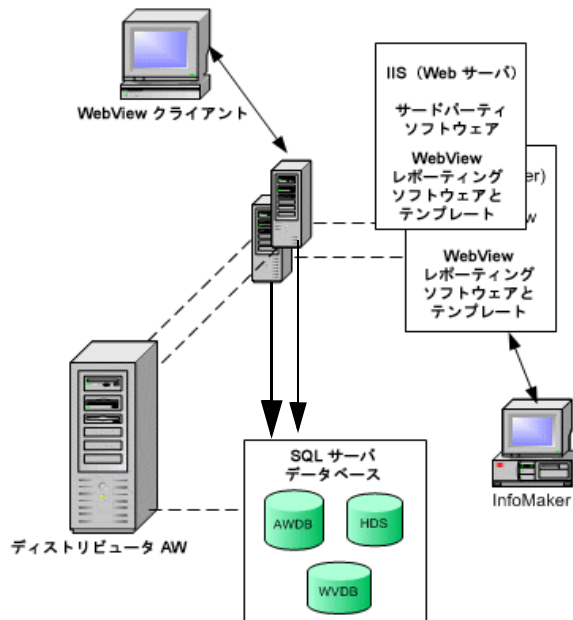 WebView クライアント
IIS（Web サーバ）
サードパーティ
ソフトウェア
WebView
レポーティング
ソフトウェアと
テンプレート
er)
w
WebView
レポーティング
ソフトウェアと
テンプレート
InfoMaker
SQL サーバ
データベース
AWDB
HDS
WVDB
ディストリビュータ AW